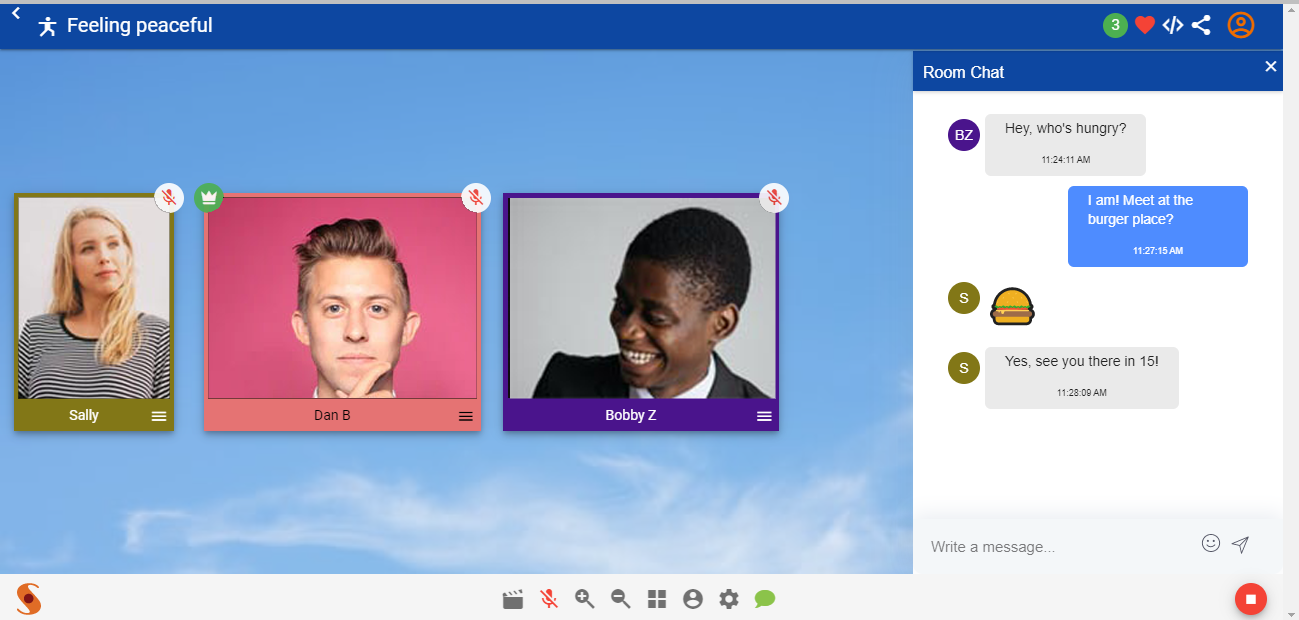 Feeling peaceful
3
Room Chat
BZ
Hey, who's hungry?
11:24:11 AM
I am! Meet at the
burger place?
11:27:15 AM
S
S
Yes, see you there in 15!
11:28:09 AM
Sally
Dan B
Bobby Z
Write a message...